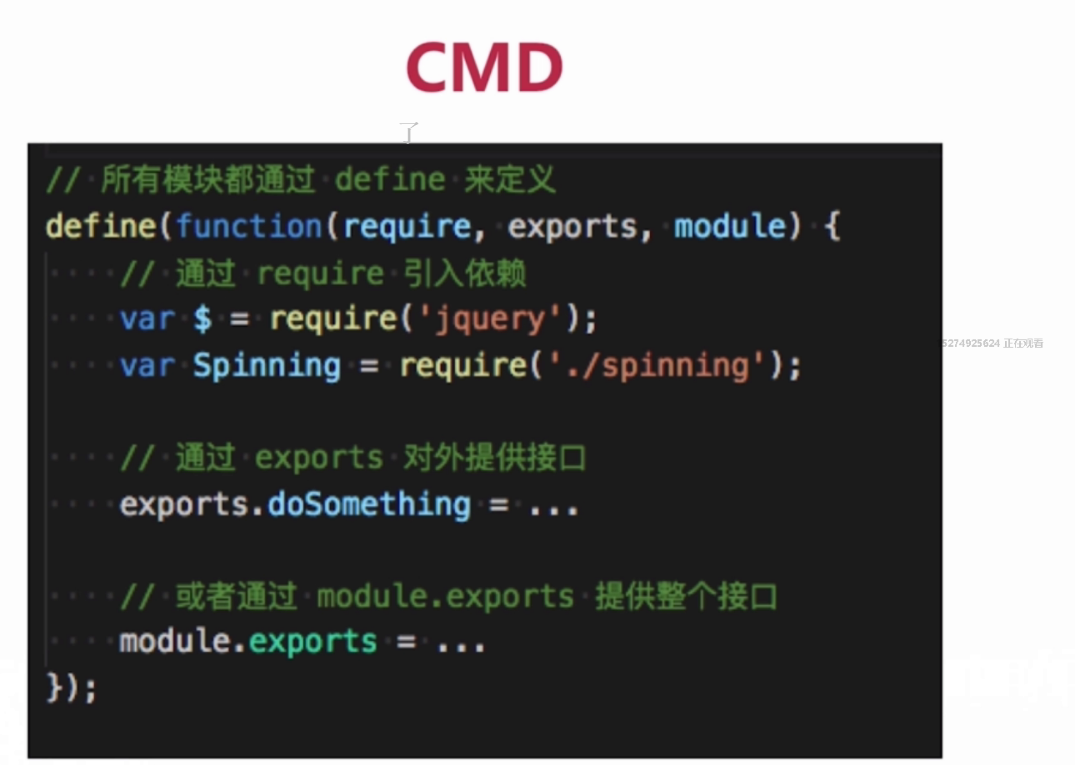 CMD
// 所有模块都通过 define 来定义
define(function(require, exports, module) {
// 通过 require 引入依赖
var $ = require('jquery');
var Spinning = require('./spinning');
5274925624 正在观看
// 通过 exports 对外提供接口
exports.doSomething = ...
// 或者通过 module.exports 提供整个接口
module.exports = ...
});